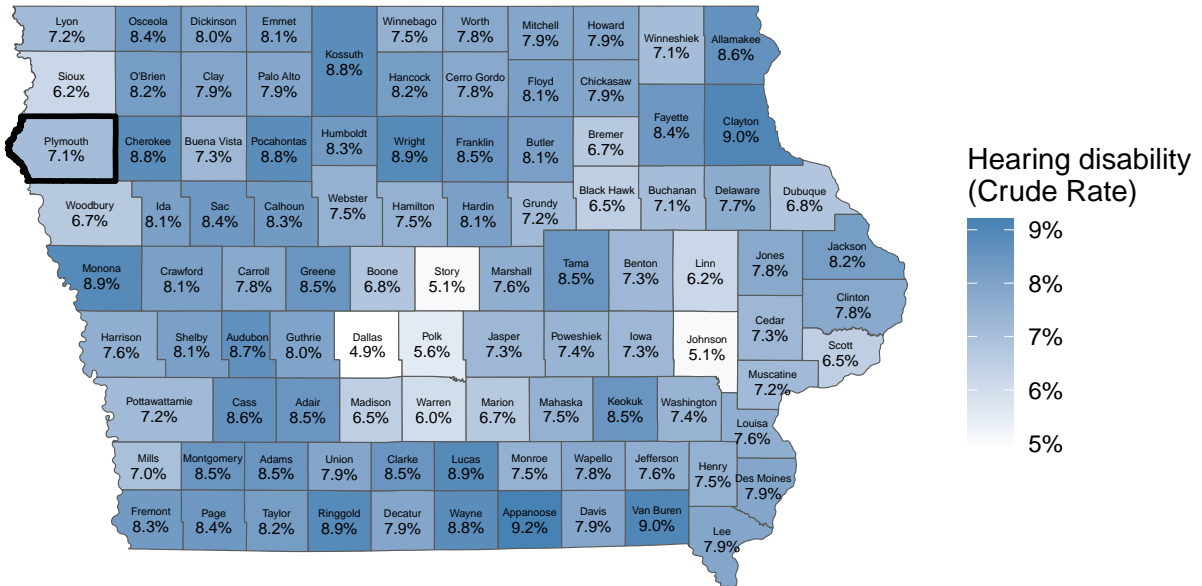 Lyon
7.2%
Osceola
8.4%
Dickinson
8.0%
Emmet
8.1%
Kossuth
8.8%
Winnebago
7.5%
Worth
7.8%
Mitchell
7.9%
Howard
7.9%
Winneshiek
7.1%
Allamakee
8.6%
Sioux
6.2%
O'Brien
8.2%
Clay
7.9%
Palo Alto
7.9%
Hancock
8.2%
Cerro Gordo
7.8%
Floyd
8.1%
Chickasaw
7.9%
Fayette
8.4%
Clayton
9.0%
Plymouth
7.1%
Cherokee
8.8%
Buena Vista
7.3%
Pocahontas
8.8%
Humboldt
8.3%
Wright
8.9%
Franklin
8.5%
Butler
8.1%
Bremer
6.7%
Woodbury
6.7%
Ida
8.1%
Sac
8.4%
Calhoun
8.3%
Webster
7.5%
Hamilton
7.5%
Hardin
8.1%
Grundy
7.2%
Black Hawk
6.5%
Buchanan
7.1%
Delaware
7.7%
Dubuque
6.8%
Monona
8.9%
Crawford
8.1%
Carroll
7.8%
Greene
8.5%
Boone
6.8%
Story
5.1%
Marshall
7.6%
Tama
8.5%
Benton
7.3%
Linn
6.2%
Jones
7.8%
Jackson
8.2%
Clinton
7.8%
Harrison
7.6%
Shelby
8.1%
Audubon
8.7%
Guthrie
8.0%
Dallas
4.9%
Polk
5.6%
Jasper
7.3%
Poweshiek
7.4%
Iowa
7.3%
Johnson
5.1%
Cedar
7.3%
Scott
6.5%
Muscatine
7.2%
Pottawattamie
7.2%
Cass
8.6%
Adair
8.5%
Madison
6.5%
Warren
6.0%
Marion
6.7%
Mahaska
7.5%
Keokuk
8.5%
Washington
7.4%
Louisa
7.6%
Mills
7.0%
Montgomery
8.5%
Adams
8.5%
Union
7.9%
Clarke
8.5%
Lucas
8.9%
Monroe
7.5%
Wapello
7.8%
Jefferson
7.6%
Henry
7.5%
Des Moines
7.9%
Fremont
8.3%
Page
8.4%
Taylor
8.2%
Ringgold
8.9%
Decatur
7.9%
Wayne
8.8%
Appanoose
9.2%
Davis
7.9%
Van Buren
9.0%
Lee
7.9%
Hearing disability
(Crude Rate)
9%
8%
7%
6%
5%